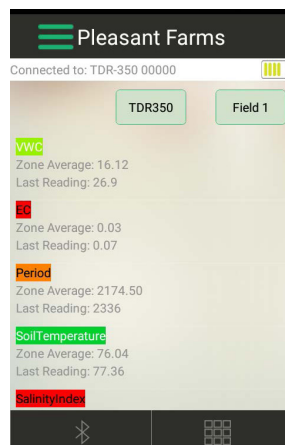 Pleasant Farms
Connected to: TDR-350 00000
TDR350
Field 1
VWC
Zone Average: 16.12
Last Reading: 26.9
EC
Zone Average: 0.03
Last Reading: 0.07
Period
Zone Average: 2174.50
Last Reading: 2336
SoilTemperature
Zone Average: 76.04
Last Reading: 77.36
SalinityIndex